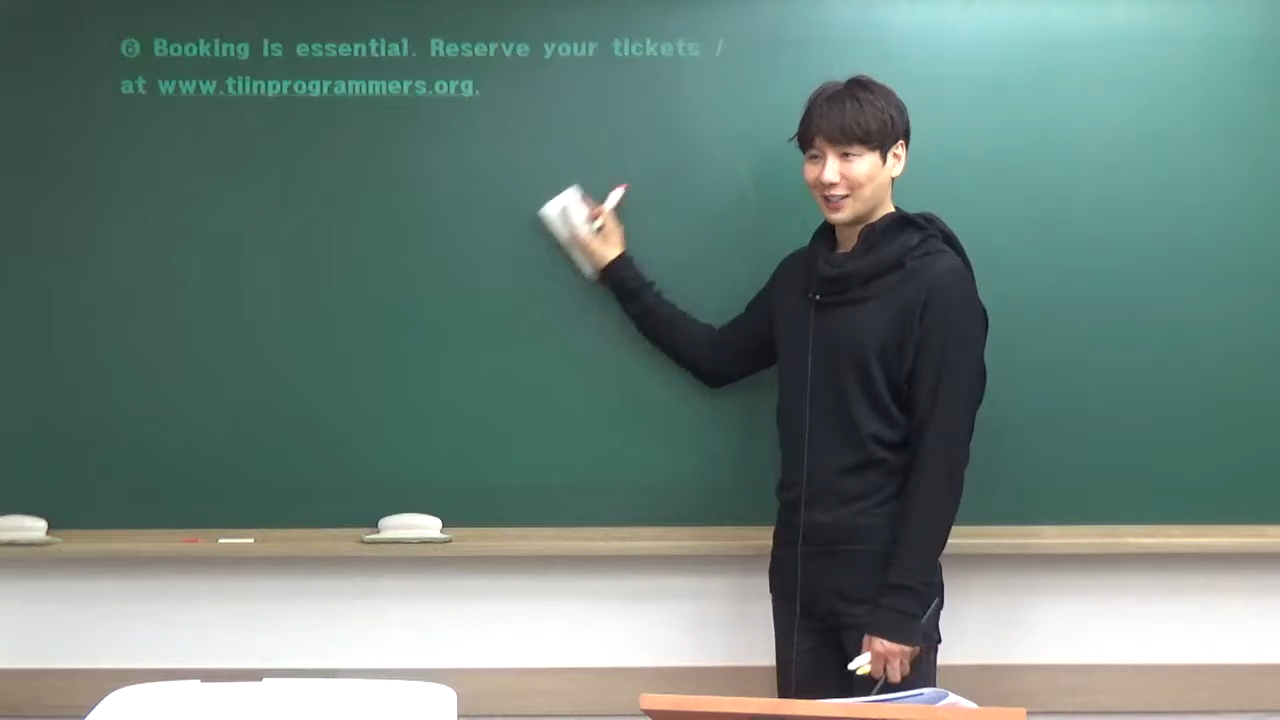 ⑥ Booking is essential. Reserve your tickets /
at www.tiinprogrammers.org.